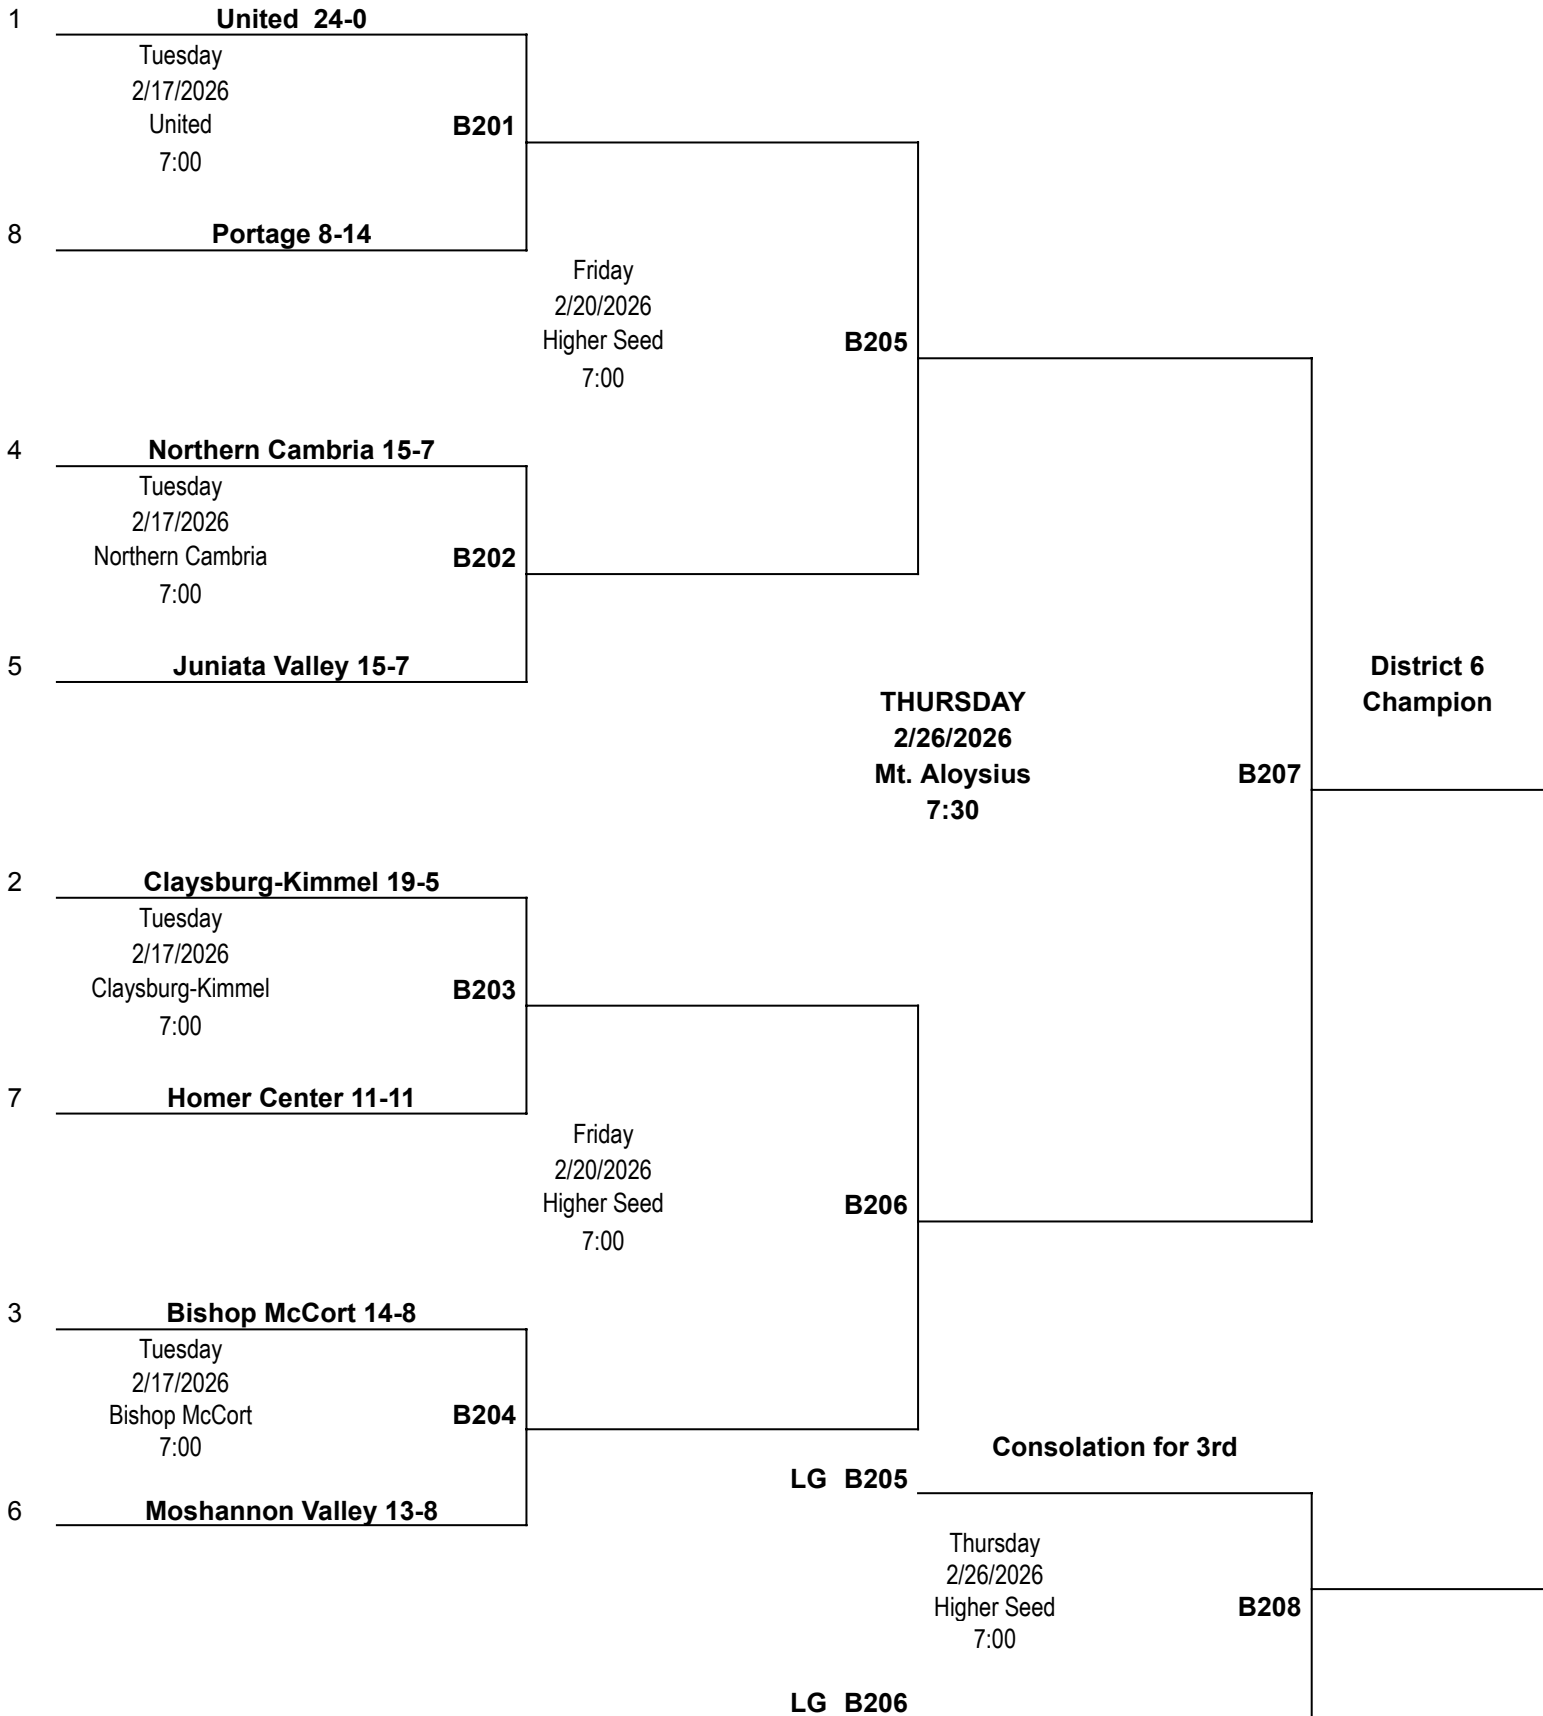 1 United 24-0
Tuesday
2/17/2026
United
B201
7:00
8 Portage 8-14
Friday
2/20/2026
Higher Seed
B205
7:00
4 Northern Cambria 15-7
Tuesday
2/17/2026
Northern Cambria
B202
7:00
5 Juniata Valley 15-7
District 6
Champion
THURSDAY
2/26/2026
Mt. Aloysius
B207
7:30
2 Claysburg-Kimmel 19-5
Tuesday
2/17/2026
Claysburg-Kimmel
B203
7:00
7 Homer Center 11-11
Friday
2/20/2026
Higher Seed
B206
7:00
3 Bishop McCort 14-8
Tuesday
2/17/2026
Bishop McCort
B204
7:00
6 Moshannon Valley 13-8
Consolation for 3rd
LG B205
Thursday
2/26/2026
Higher Seed
B208
7:00
LG B206